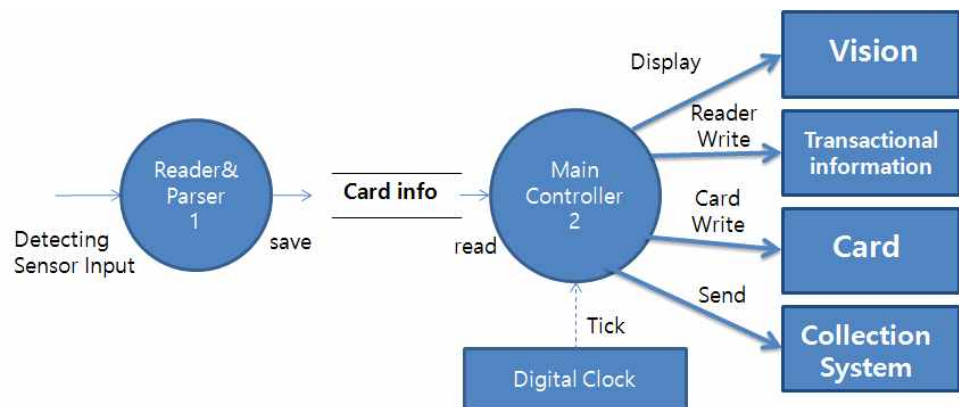 Detecting
Sensor Input
Reader&
Parser
1
save
Card info
read
Main
Controller
2
Tick
Digital Clock
Display
Vision
Reader
Write
Transactional
information
Card
Write
Card
Send
Collection
System